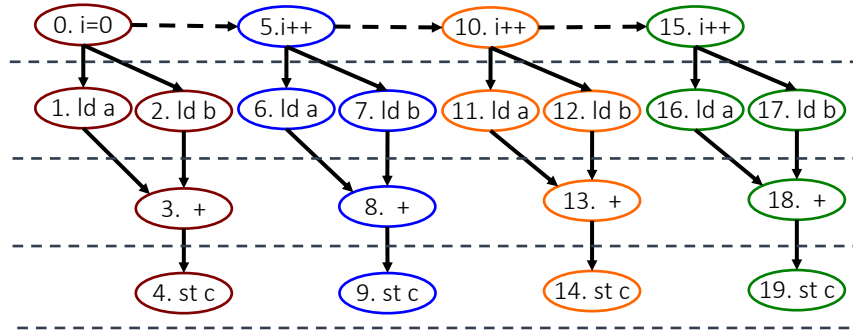 0. i=0
5.i++
10. i++
15. i++
1. ld a
2. ld b
6. ld a
7. ld b
11. ld a
12. ld b
16. ld a
17. ld b
3. +
8. +
13. +
18. +
4. st c
9. st c
14. st c
19. st c